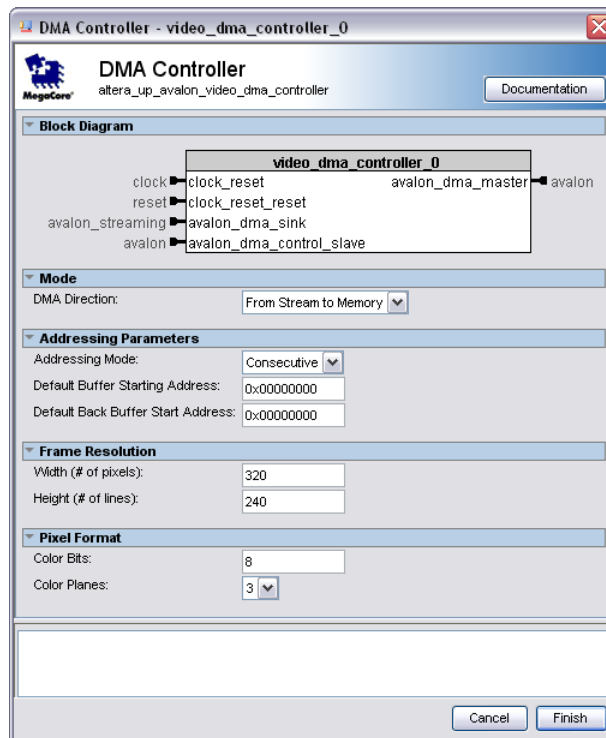 DMA Controller - video_dma_controller_0
DMA Controller
altera_up_avalon_video_dma_controller
MegaCore®
Documentation
Block Diagram
video_dma_controller_0
clock clock_reset avalon_dma_master avalon
reset clock_reset_reset
avalon_streaming avalon_dma_sink
avalon avalon_dma_control_slave
Mode
DMA Direction: From Stream to Memory
Addressing Parameters
Addressing Mode: Consecutive
Default Buffer Starting Address: 0x00000000
Default Back Buffer Start Address: 0x00000000
Frame Resolution
Width (# of pixels): 320
Height (# of lines): 240
Pixel Format
Color Bits: 8
Color Planes: 3
Cancel Finish